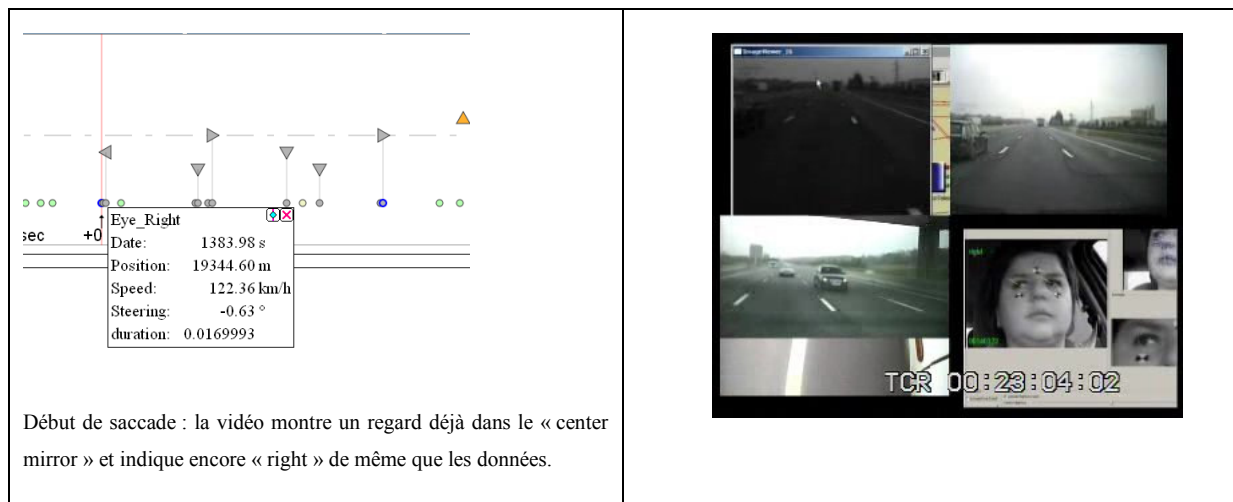 sec
+0
Eye_Right
Date: 1383.98 s
Position: 19344.60 m
Speed: 122.36 km/h
Steering: -0.63 °
duration: 0.0169993
Début de saccade : la vidéo montre un regard déjà dans le « center
mirror » et indique encore « right » de même que les données.
right
TCR 00:23:04:02